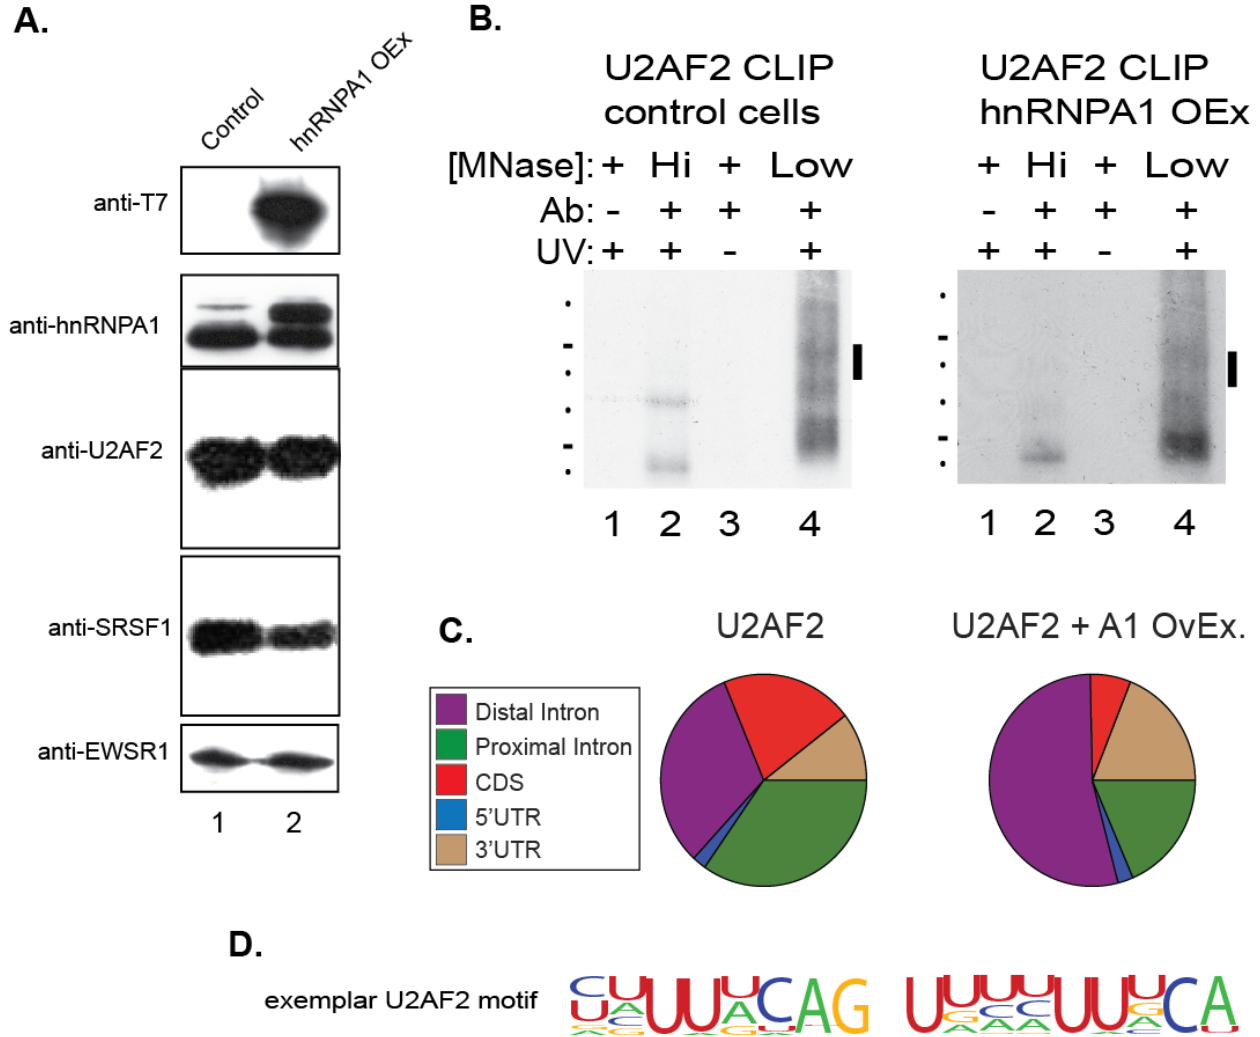 A.
Control
hnRNPA1 OEx
anti-T7
anti-hnRNPA1
anti-U2AF2
anti-SRSF1
anti-EWSR1
1 2
B.
U2AF2 CLIP
control cells
U2AF2 CLIP
hnRNPA1 OEx
[MNase]: + Hi + Low + Hi + Low
Ab: - + + + - + + +
UV: + + - + + + - +
1 2 3 4 1 2 3 4
C.
U2AF2
U2AF2 + A1 OvEx.
Distal Intron
Proximal Intron
CDS
5'UTR
3'UTR
D.
exemplar U2AF2 motif
CUUUUCAG
UUUUUUUCA